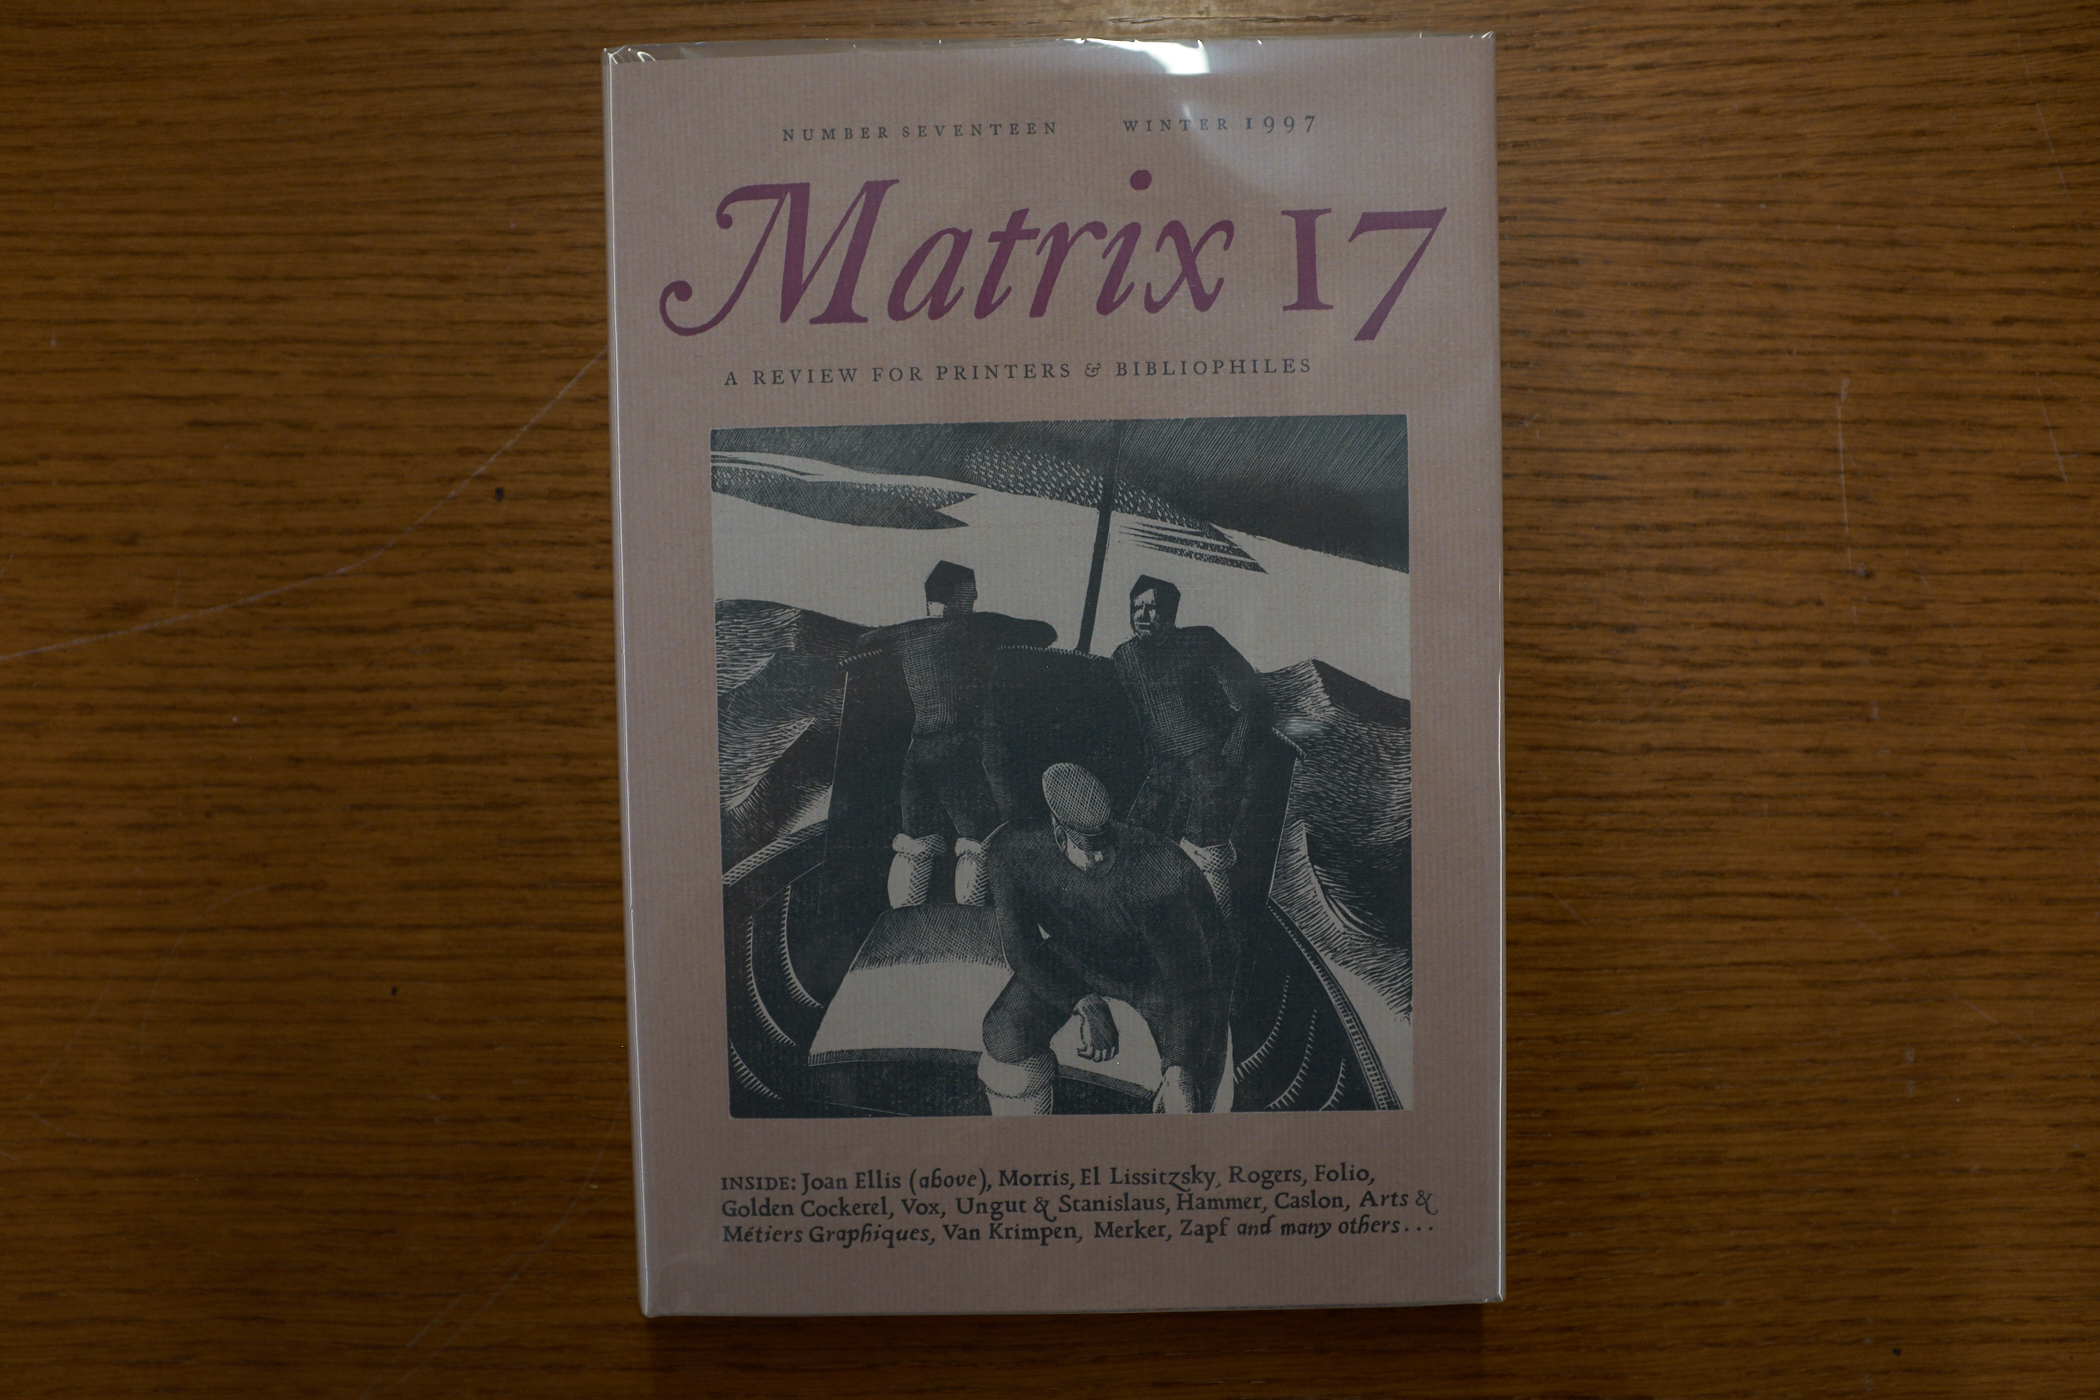 NUMBER SEVENTEEN WINTER 1997
Matrix 17
A REVIEW FOR PRINTERS & BIBLIOPHILES
INSIDE: Joan Ellis (above), Morris, El Lissitzsky, Rogers, Folio,
Golden Cockerel, Vox, Ungut & Stanislaus, Hammer, Caslon, Arts &
Métiers Graphiques, Van Krimpen, Merker, Zapf and many others...